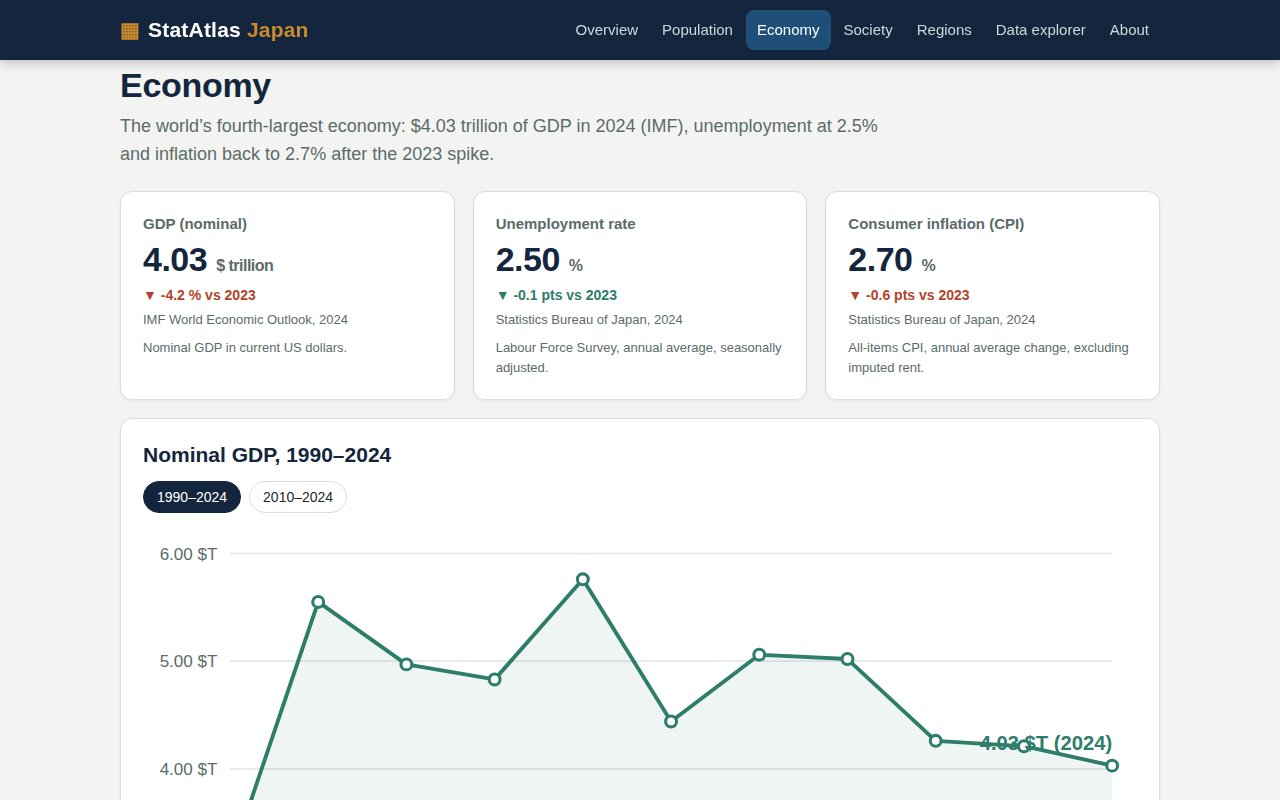 StatAtlas Japan
Overview
Population
Economy
Society
Regions
Data explorer
About
Economy
The world’s fourth-largest economy: $4.03 trillion of GDP in 2024 (IMF), unemployment at 2.5%
and inflation back to 2.7% after the 2023 spike.
GDP (nominal)
4.03 $ trillion
▼ -4.2 % vs 2023
IMF World Economic Outlook, 2024
Nominal GDP in current US dollars.
Unemployment rate
2.50 %
▼ -0.1 pts vs 2023
Statistics Bureau of Japan, 2024
Labour Force Survey, annual average, seasonally
adjusted.
Consumer inflation (CPI)
2.70 %
▼ -0.6 pts vs 2023
Statistics Bureau of Japan, 2024
All-items CPI, annual average change, excluding
imputed rent.
Nominal GDP, 1990–2024
1990–2024
2010–2024
6.00 $T
5.00 $T
4.00 $T
4.03 $T (2024)